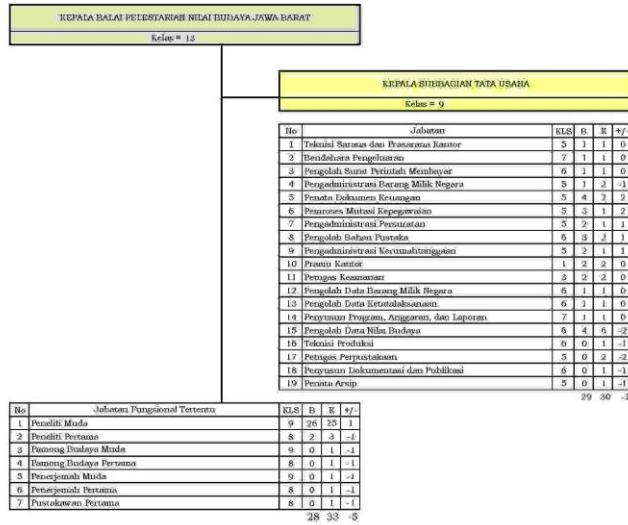 KEPALA BALAI PELESTARIAN NILAI BUDAYA JAWA BARAT
Kelas = 13
KEPALA SUBBAGIAN TATA USAHA
Kelas = 9
No Jabatan KLS B E +/-
1 Teknisi Sarana dan Prasarana Kantor 5 1 1 0
2 Bendahara Pengeluaran 7 1 1 0
3 Pengolah Surat Perintah Membayar 6 1 1 0
4 Pengadministrasi Barang Milik Negara 5 1 2 -1
5 Penata Dokumen Keuangan 5 4 2 2
6 Pemroses Mutasi Kepegawaian 5 3 1 2
7 Pengadministrasi Persuratan 5 2 1 1
8 Pengolah Bahan Pustaka 6 3 2 1
9 Pengadministrasi Kerumahtanggaan 5 2 1 1
10 Pramu Kantor 1 2 2 0
11 Petugas Keamanan 3 2 2 0
12 Pengolah Data Barang Milik Negara 6 1 1 0
13 Pengolah Data Ketatalaksanaan 6 1 1 0
14 Penyusun Program, Anggaran, dan Laporan 7 1 1 0
15 Pengolah Data Nilai Budaya 6 4 6 -2
16 Teknisi Produksi 6 0 1 -1
17 Petugas Perpustakaan 5 0 2 -2
18 Penyusun Dokumentasi dan Publikasi 6 0 1 -1
19 Penata Arsip 5 0 1 -1
29 30 -1
No Jabatan Fungsional Tertentu KLS B E +/-
1 Peneliti Muda 9 26 25 1
2 Peneliti Pertama 8 2 3 -1
3 Pamong Budaya Muda 9 0 1 -1
4 Pamong Budaya Pertama 8 0 1 -1
5 Penerjemah Muda 9 0 1 -1
6 Penerjemah Pertama 8 0 1 -1
7 Pustakawan Pertama 8 0 1 -1
28 33 -5